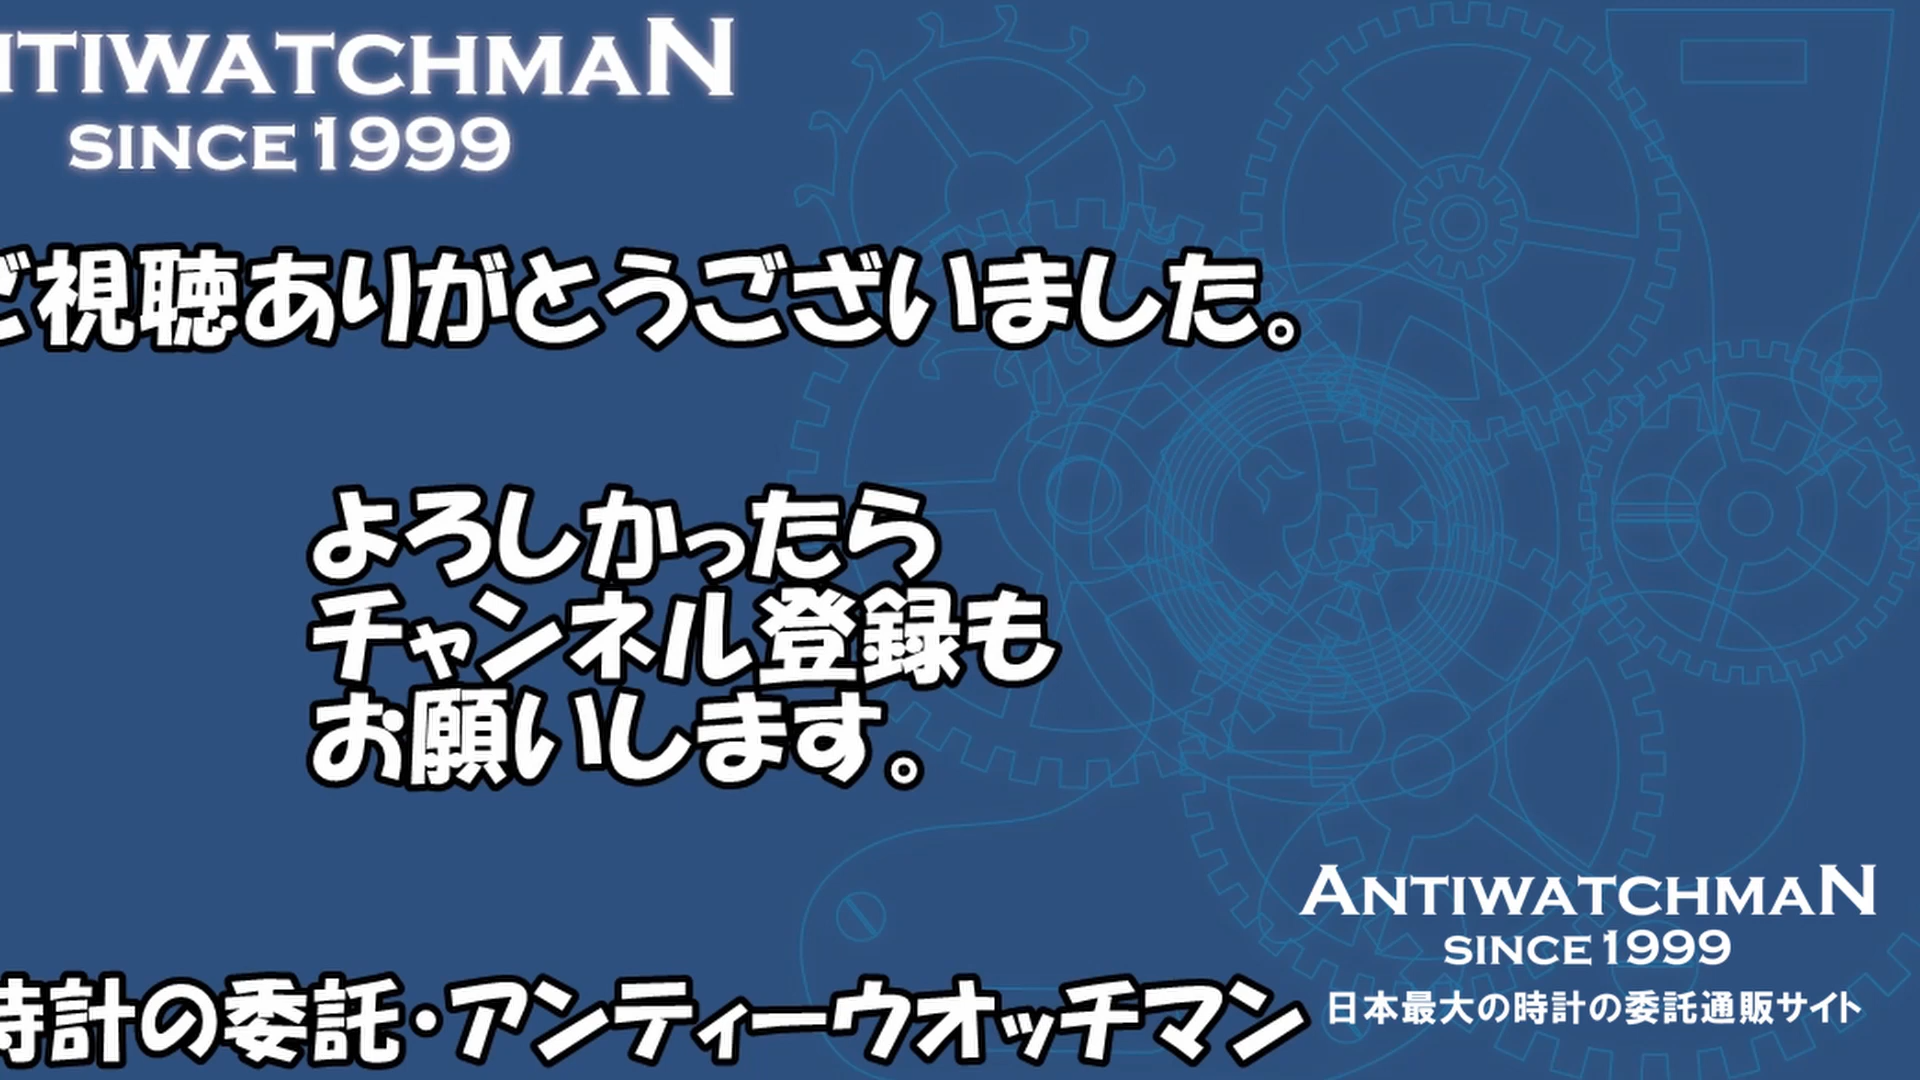 NTIWATCHMAN
SINCE 1999
ご視聴ありがとうございました。
よろしかったら
チャンネル登録も
お願いします。
時計の委託・アンティーウオッチマン
ANTIWATCHMAN
SINCE 1999
日本最大の時計の委託通販サイト